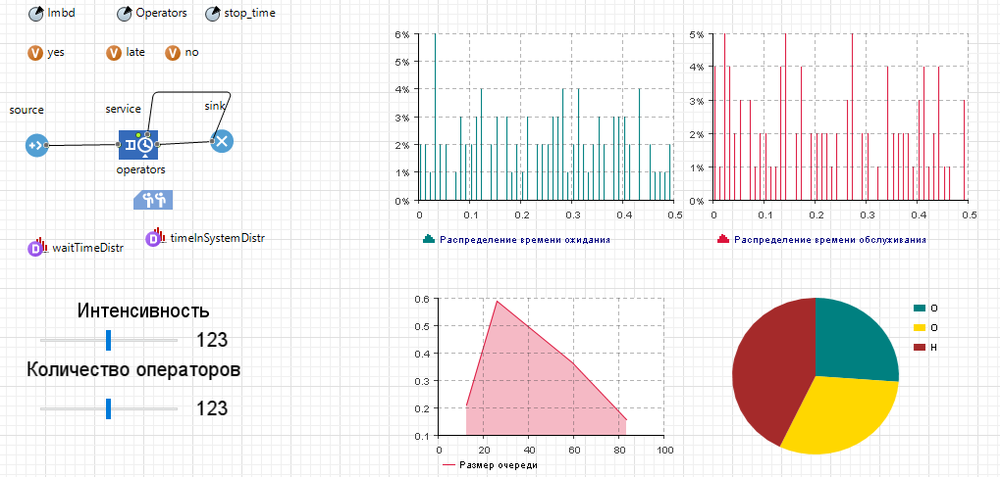 lmbd
Operators
stop_time
yes
late
no
source
service
sink
operators
waitTimeDistr
timeInSystemDistr
Интенсивность
123
Количество операторов
123
6%
5%
4%
3%
2%
1%
0%
0
0.1
0.2
0.3
0.4
0.5
Распределение времени ожидания
5%
4%
3%
2%
1%
0%
0
0.1
0.2
0.3
0.4
0.5
Распределение времени обслуживания
0.6
0.5
0.4
0.3
0.2
0.1
0
20
40
60
80
100
Размер очереди
О
О
Н